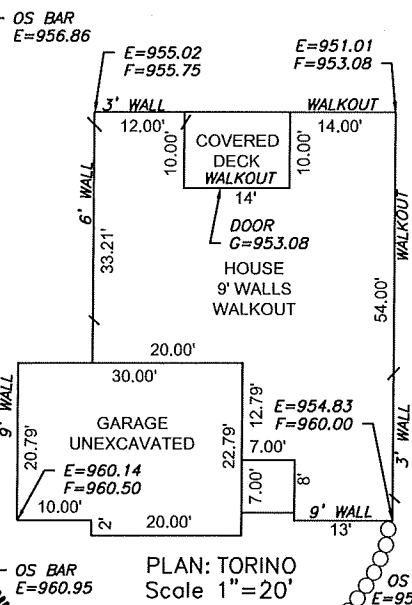 OS BAR
E=956.86
E=955.02
F=955.75
E=951.01
F=953.08
3' WALL
WALKOUT
12.00'
14.00'
10.00'
COVERED
DECK
WALKOUT
10.00'
14'
6' WALL
33.21'
DOOR
G=953.08
HOUSE
9' WALLS
WALKOUT
WALKOUT
54.00'
20.00'
30.00'
9' WALL
20.79'
GARAGE
UNEXCAVATED
22.79'
12.79'
E=954.83
F=960.00
7.00'
7.00'
8'
3' WALL
E=960.14
F=960.50
10.00'
2'
20.00'
9' WALL
13'
OS BAR
E=960.95
PLAN: TORINO
Scale 1"=20'
OS
E=95